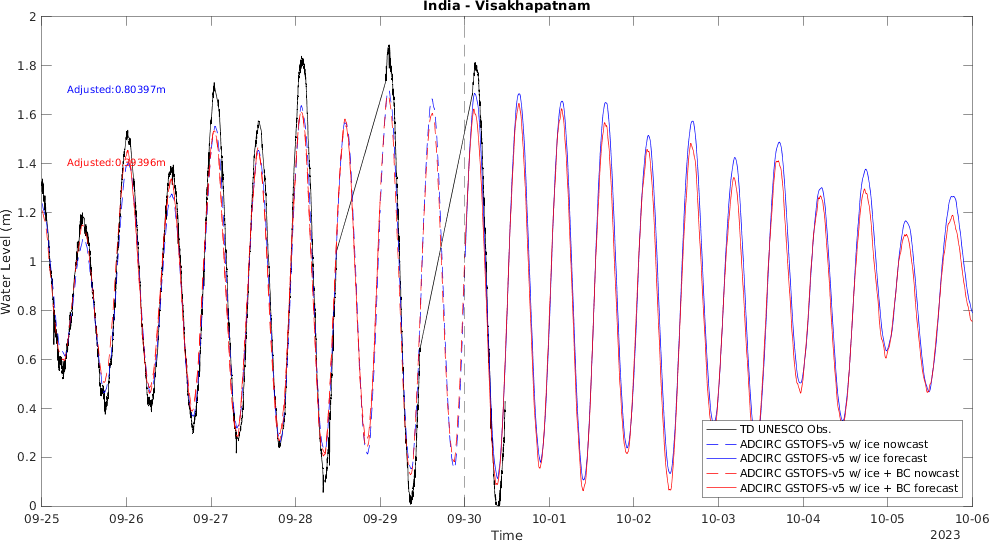 India - Visakhapatnam
2
1.8
1.6
1.4
1.2
1
0.8
0.6
0.4
0.2
0
Water Level (m)
Adjusted:0.80397m
Adjusted:0.39396m
TD UNESCO Obs.
ADCIRC GSTOFS-v5 w/ ice nowcast
ADCIRC GSTOFS-v5 w/ ice forecast
ADCIRC GSTOFS-v5 w/ ice + BC nowcast
ADCIRC GSTOFS-v5 w/ ice + BC forecast
09-25 09-26 09-27 09-28 09-29 09-30 10-01 10-02 10-03 10-04 10-05 10-06
Time
2023